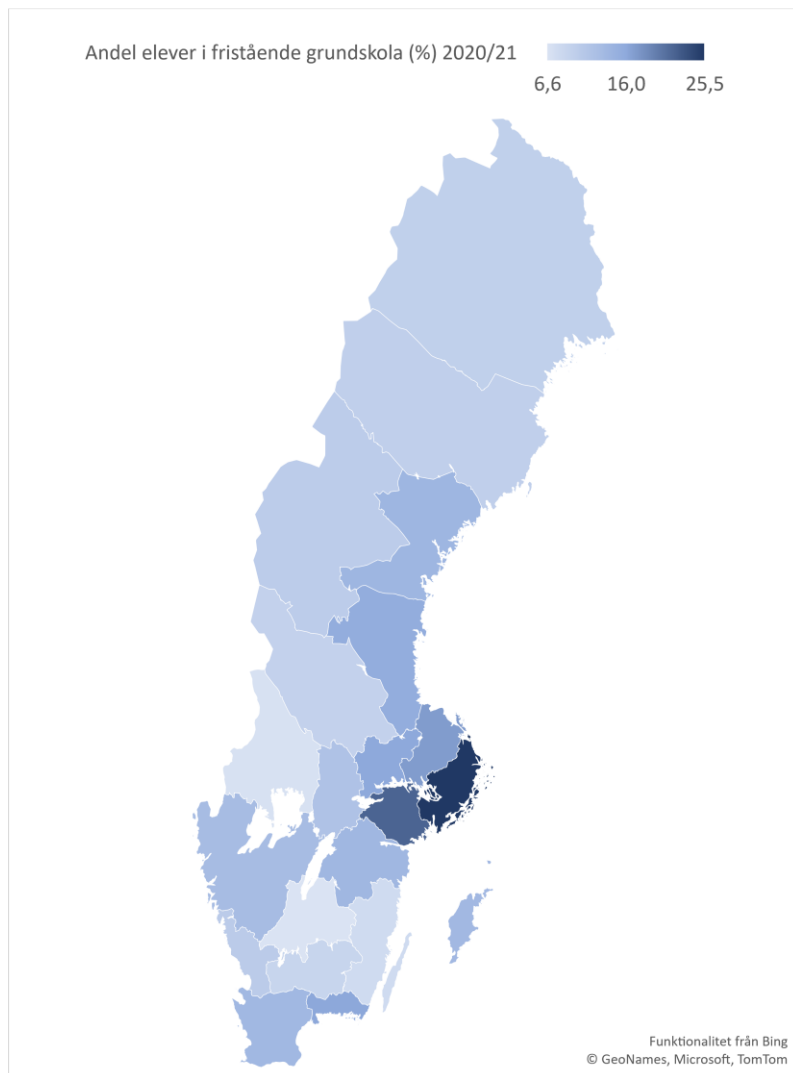 Andel elever i fristående grundskola (%) 2020/21
6,6 16,0 25,5
Funktionalitet från Bing
© GeoNames, Microsoft, TomTom